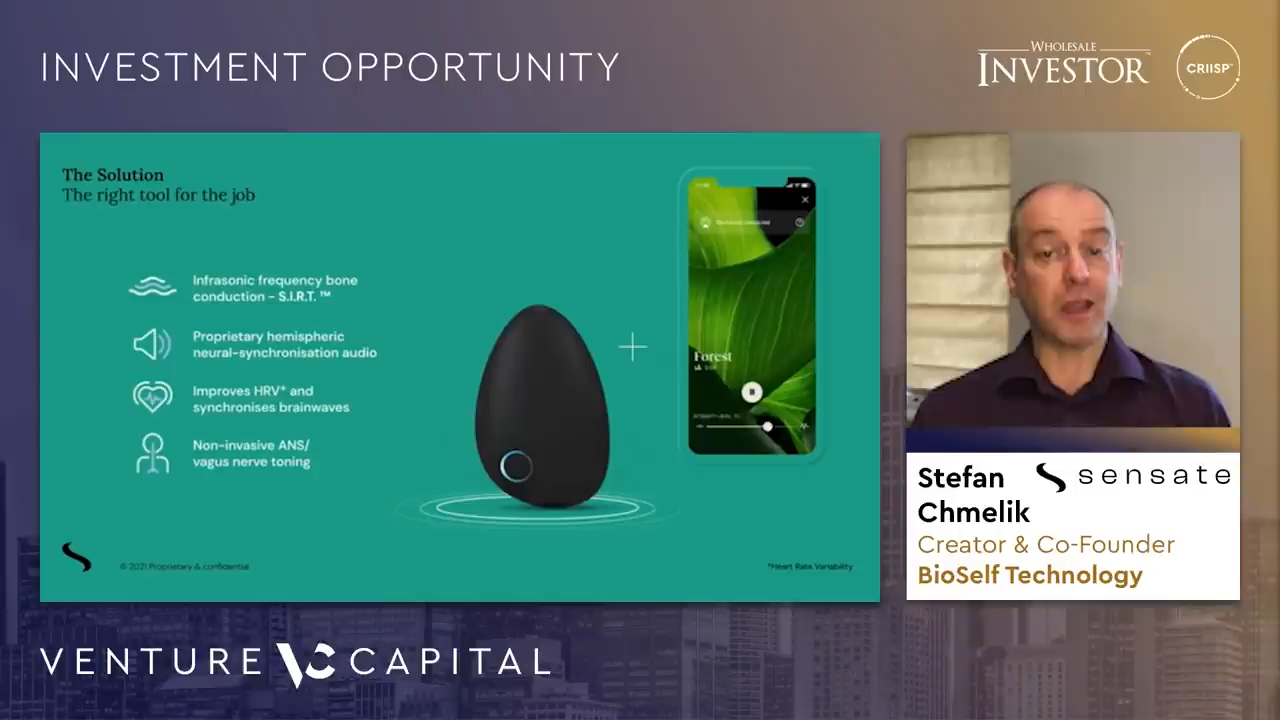 INVESTMENT OPPORTUNITY
WHOLESALE
INVESTOR
CRIISP™
The Solution
The right tool for the job
Infrasonic frequency bone
conduction – S.I.R.T. ™
Proprietary hemispheric
neural-synchronisation audio
Improves HRV* and
synchronises brainwaves
Non-invasive ANS/
vagus nerve toning
Forest
© 2021 Proprietary & confidential
*Heart Rate Variability
Stefan
Chmelik
sensate
Creator & Co-Founder
BioSelf Technology
VENTURE VC CAPITAL